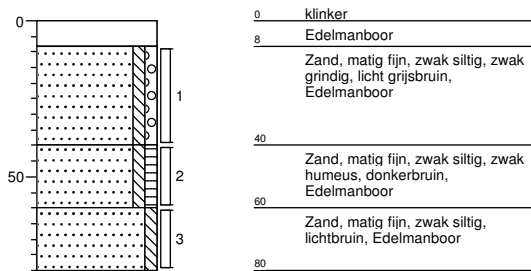 0
50
1
2
3
0 klinker
Edelmanboor
8
Zand, matig fijn, zwak siltig, zwak
grindig, licht grijsbruin,
Edelmanboor
40
Zand, matig fijn, zwak siltig, zwak
humeus, donkerbruin,
Edelmanboor
60
Zand, matig fijn, zwak siltig,
lichtbruin, Edelmanboor
80